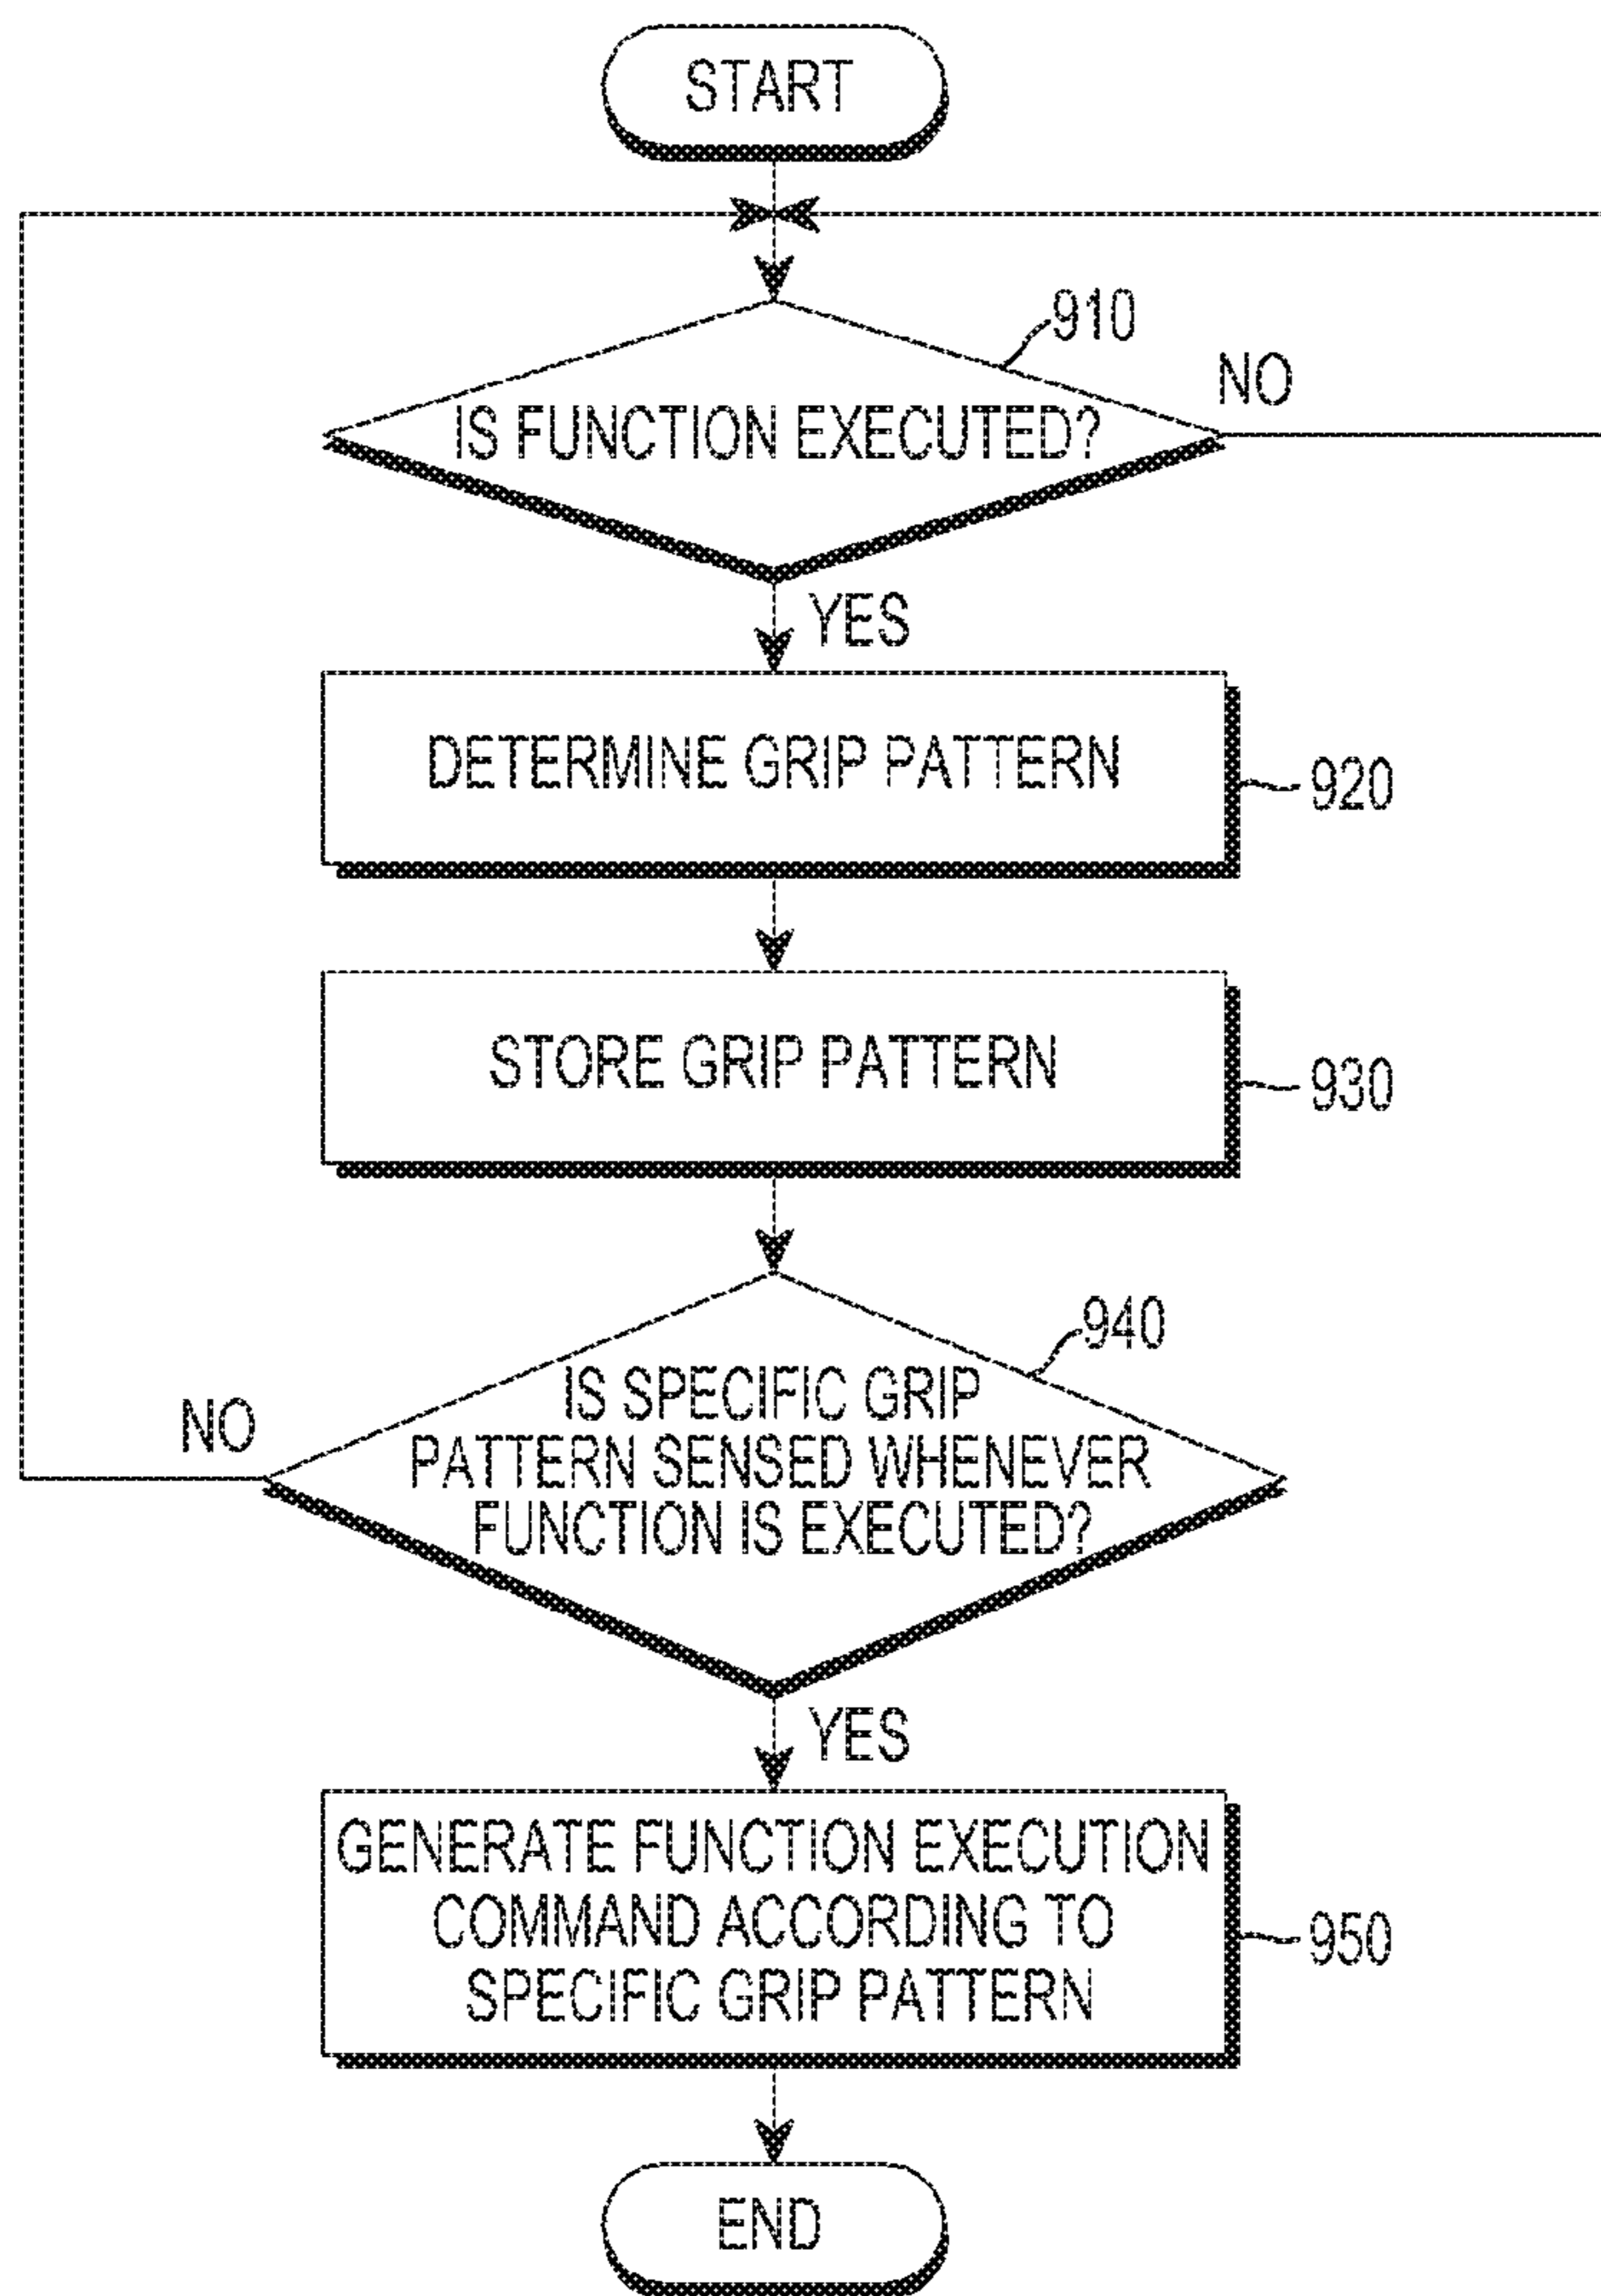 START
910
IS FUNCTION EXECUTED?
NO
YES
DETERMINE GRIP PATTERN
920
STORE GRIP PATTERN
930
940
IS SPECIFIC GRIP
PATTERN SENSED WHENEVER
FUNCTION IS EXECUTED?
NO
YES
GENERATE FUNCTION EXECUTION
COMMAND ACCORDING TO
SPECIFIC GRIP PATTERN
950
END